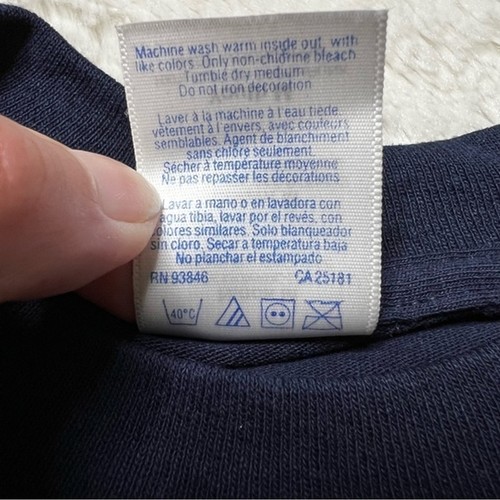 Machine wash warm inside out, with
like colors. Only non-chlorine bleach
Tumble dry medium
Do not iron decoration
Laver à la machine à l'eau tiède
vêtement à l'envers, avec couleurs
semblables. Agent de blanchiment
sans chlore seulement
Sécher à température moyenne
Ne pas repasser les décorations
Lavar a mano o en lavadora con
agua tibia, lavar por el revés, con
colores similares. Solo blanqueador
sin cloro. Secar a temperatura baja
No planchar el estampado
RN 93846 CA 25181
40°C